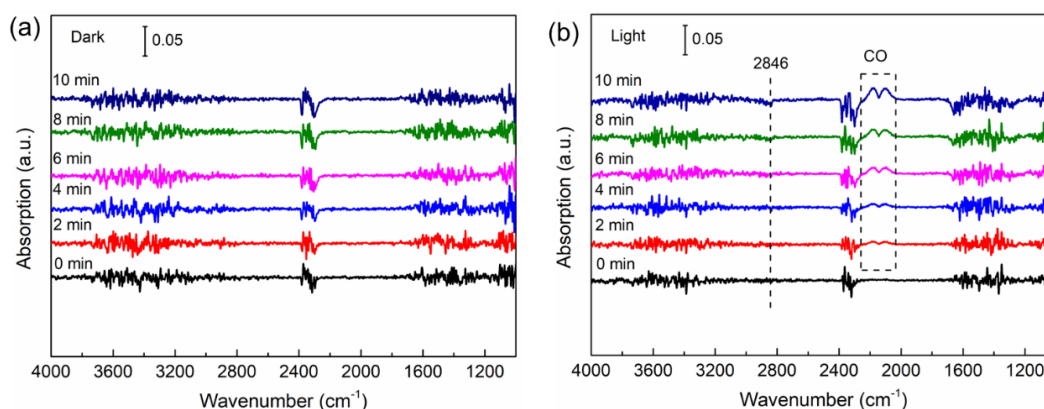 (a)
Dark
0.05
10 min
8 min
6 min
4 min
2 min
0 min
Absorption (a.u.)
4000 3600 3200 2800 2400 2000 1600 1200
Wavenumber (cm⁻¹)
(b)
Light
0.05
2846
CO
10 min
8 min
6 min
4 min
2 min
0 min
Absorption (a.u.)
4000 3600 3200 2800 2400 2000 1600 1200
Wavenumber (cm⁻¹)